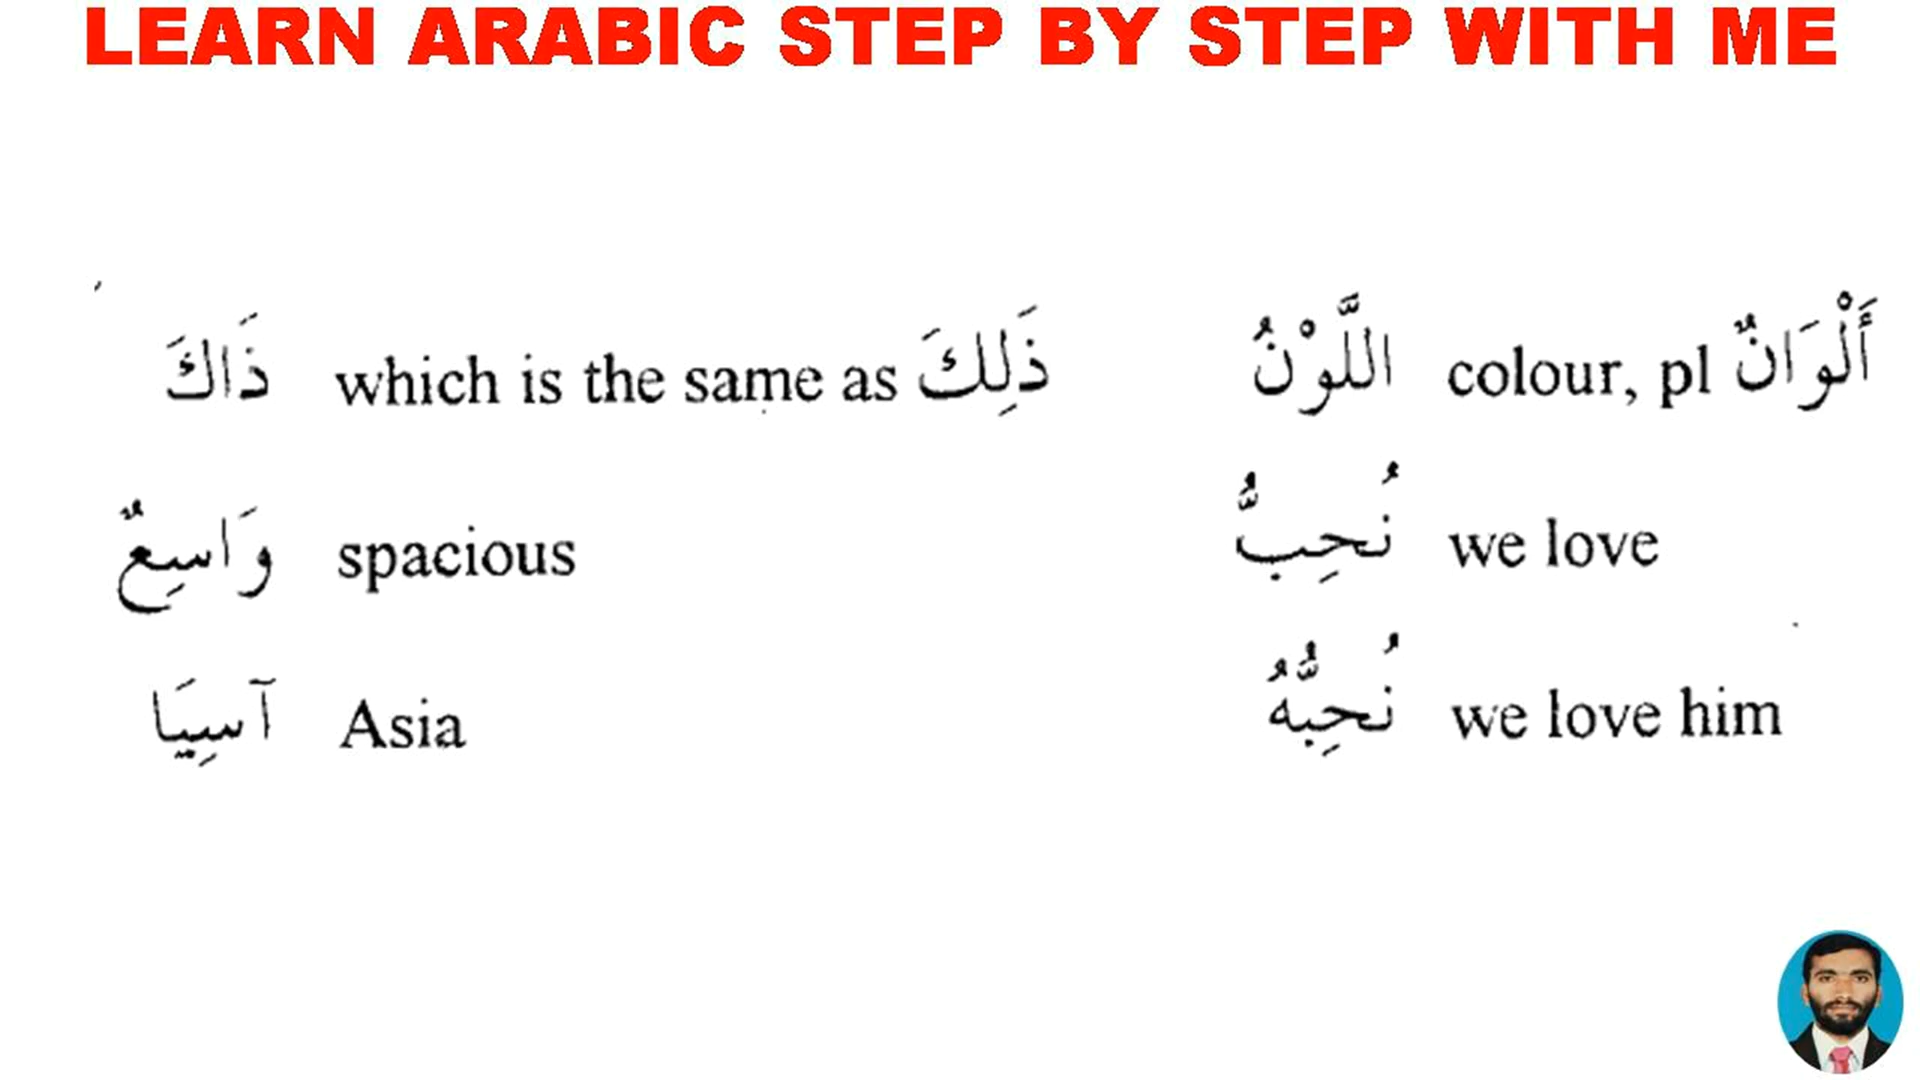 LEARN ARABIC STEP BY STEP WITH ME
ذَاكَ which is the same as ذَلِكَ
وَاسِعٌ spacious
آسِيَا Asia
اللَّوْنُ colour, pl أَلْوَانٌ
نُحِبُّ we love
نُحِبُّهُ we love him